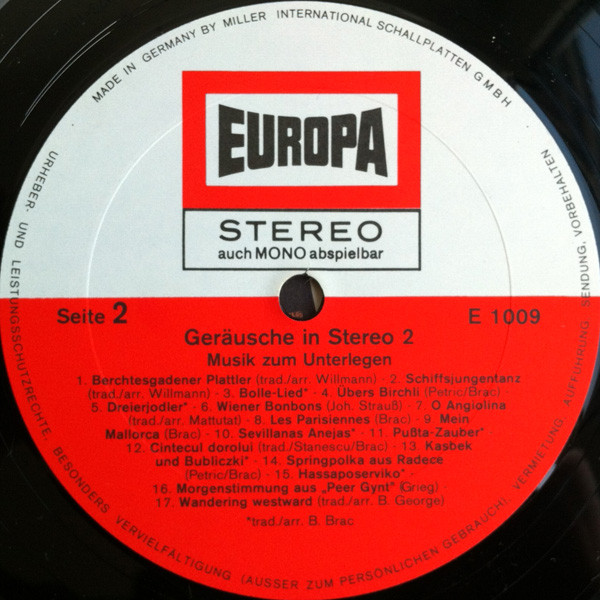 MADE IN GERMANY BY MILLER INTERNATIONAL SCHALLPLATTEN GMBH
EUROPA
STEREO
auch MONO abspielbar
Seite 2
E 1009
Geräusche in Stereo 2
Musik zum Unterlegen
1. Berchtesgadener Plattler (trad./arr. Willmann) · 2. Schiffsjungentanz
(trad./arr. Willmann) · 3. Bolle-Lied* · 4. Übers Birchli (Petric/Brac)
5. Dreierjodler* · 6. Wiener Bonbons (Joh. Strauß) · 7. O Angiolina
(trad./arr. Mattutat) · 8. Les Parisiennes (Brac) · 9. Mein
Mallorca (Brac) · 10. Sevillanas Anejas* · 11. Pußta-Zauber*
12. Cintecul dorolui (trad./Stanescu/Brac) · 13. Kasbek
und Bubliczki* · 14. Springpolka aus Radece
(Petric/Brac) · 15. Hassaposerviko*
16. Morgenstimmung aus „Peer Gynt" (Grieg)
17. Wandering westward (trad./arr. B. George)
*trad./arr. B. Brac
URHEBER- UND LEISTUNGSSCHUTZRECHTE, BESONDERS VERVIELFÄLTIGUNG (AUSSER ZUM PERSÖNLICHEN GEBRAUCH), VERMIETUNG, AUFFÜHRUNG, SENDUNG, VORBEHALTEN